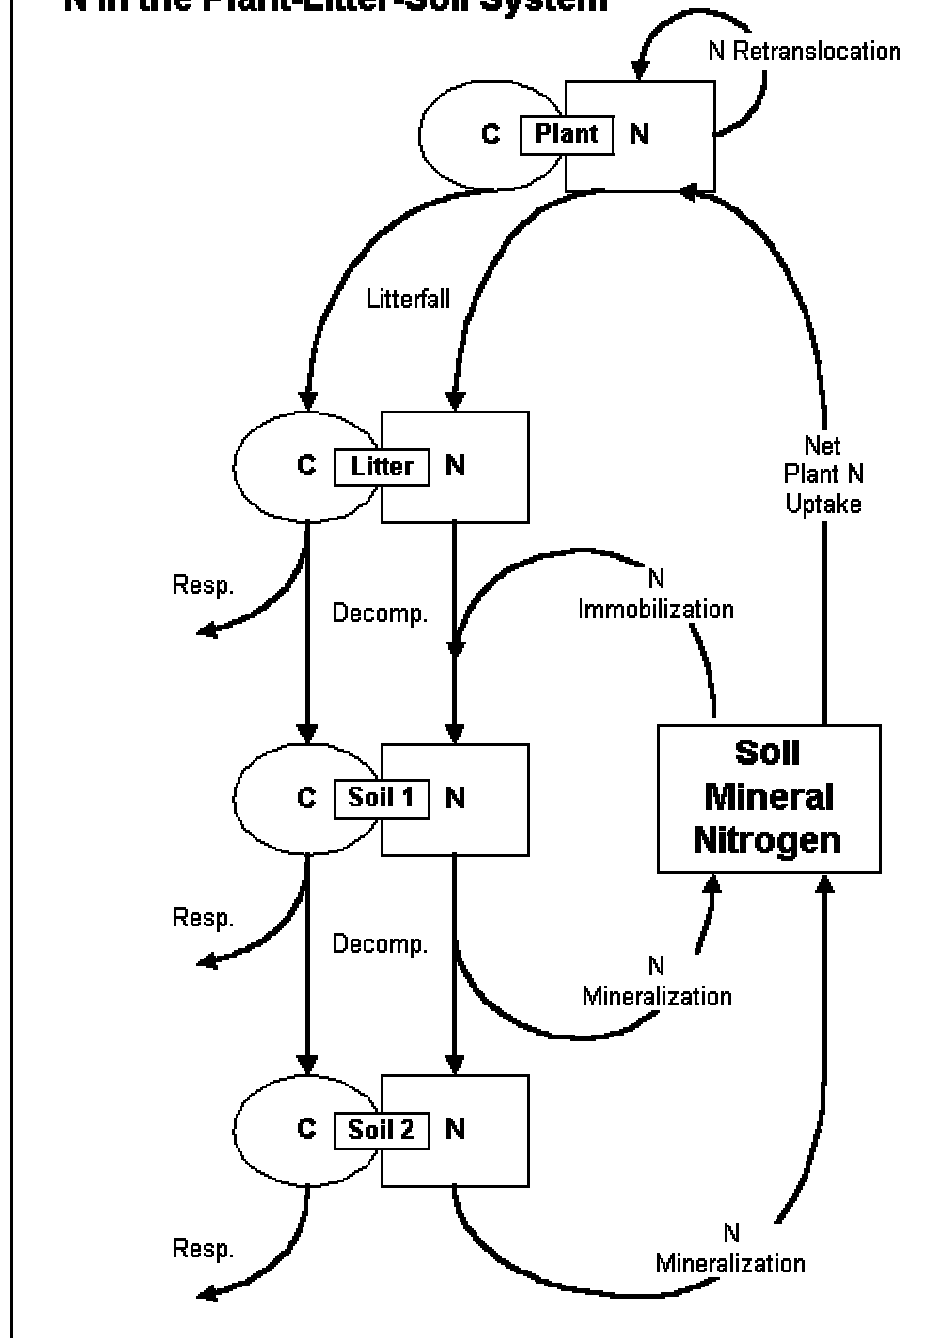 N in the Plant-Litter-Soil System
N Retranslocation
C Plant N
Litterfall
C Litter N
Net
Plant N
Uptake
Resp.
Decomp.
N
Immobilization
Soil
Mineral
Nitrogen
C Soil 1 N
Resp.
Decomp.
N
Mineralization
C Soil 2 N
Resp.
N
Mineralization